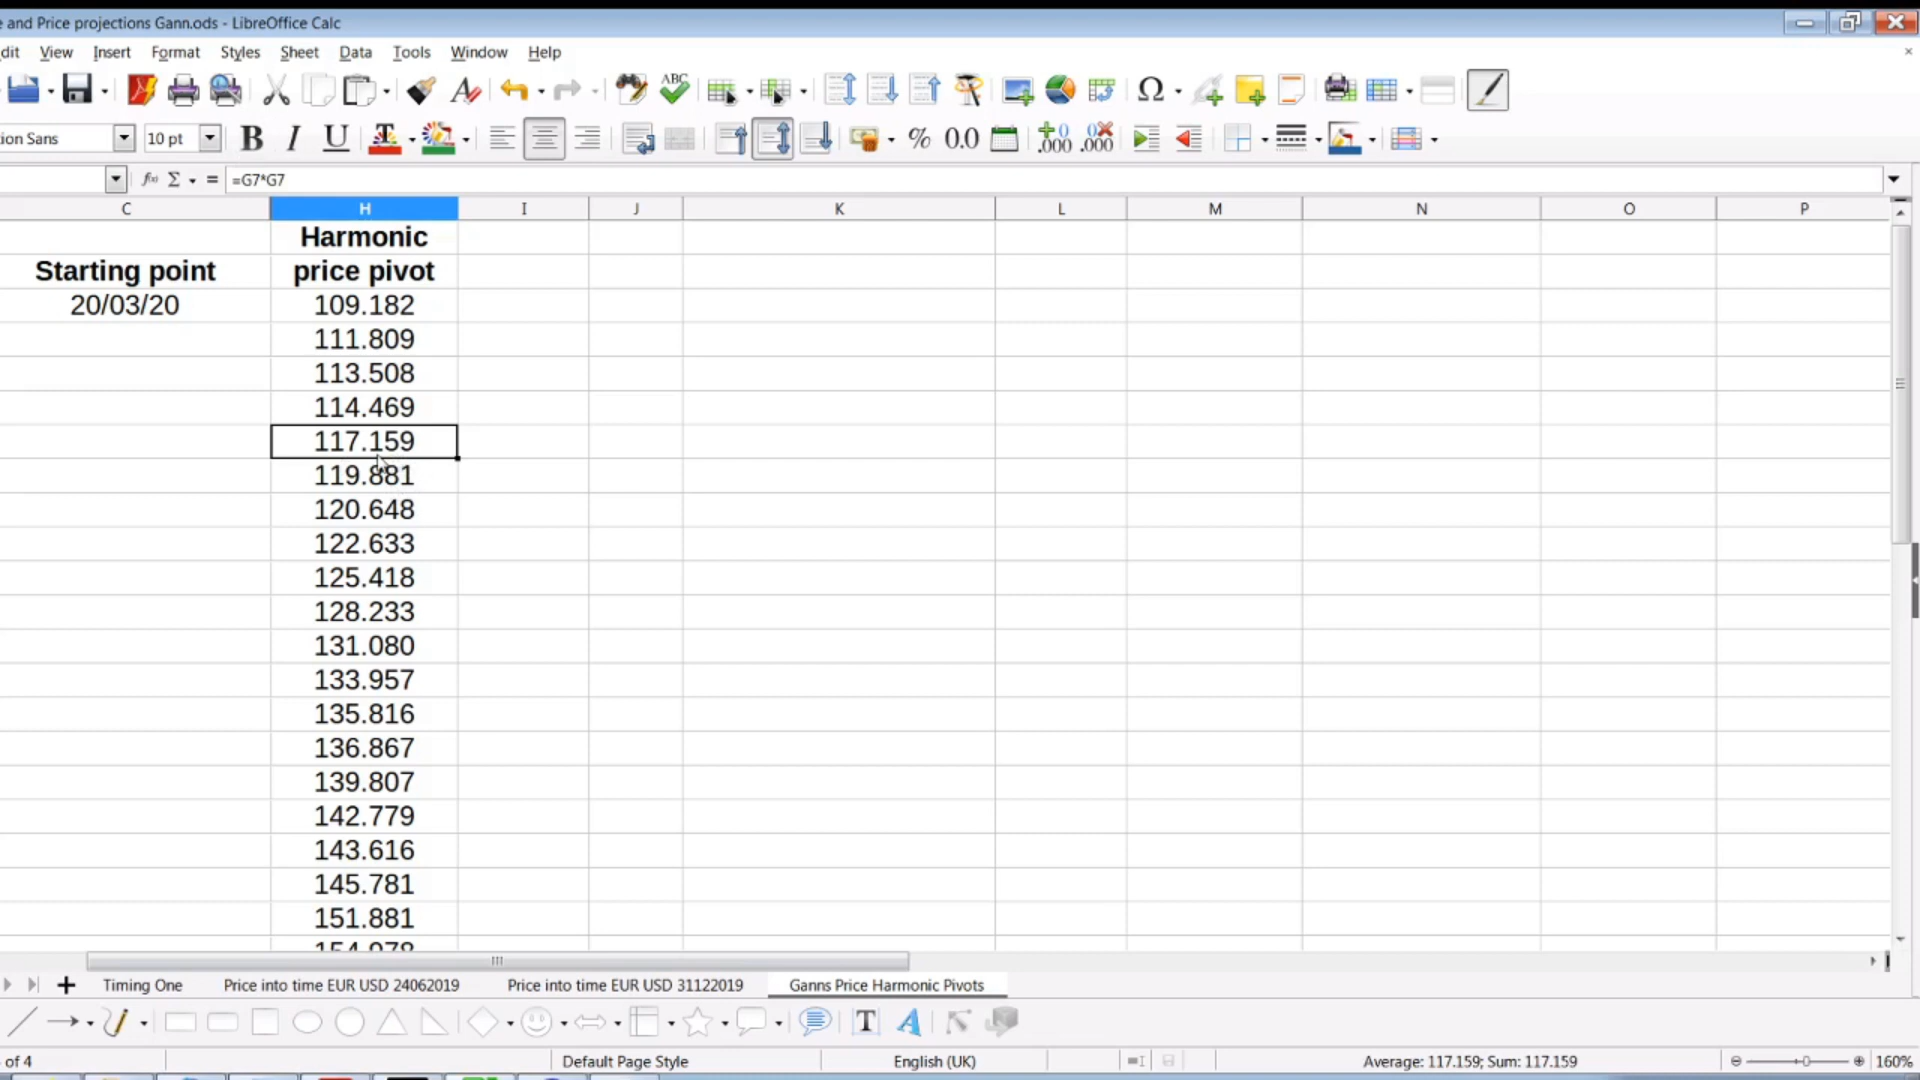 e and Price projections Gann.ods - LibreOffice Calc
dit View Insert Format Styles Sheet Data Tools Window Help
ion Sans 10 pt
=G7*G7
C H I J K L M N O P
Harmonic
Starting point price pivot
20/03/20 109.182
111.809
113.508
114.469
117.159
119.881
120.648
122.633
125.418
128.233
131.080
133.957
135.816
136.867
139.807
142.779
143.616
145.781
151.881
154.978
Timing One Price into time EUR USD 24062019 Price into time EUR USD 31122019 Ganns Price Harmonic Pivots
of 4 Default Page Style English (UK) Average: 117.159; Sum: 117.159 160%